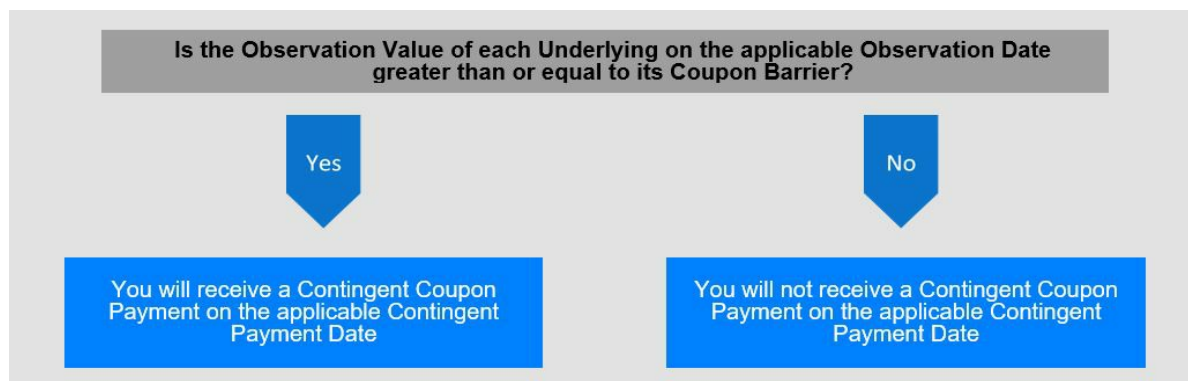 Is the Observation Value of each Underlying on the applicable Observation Date
greater than or equal to its Coupon Barrier?
Yes
No
You will receive a Contingent Coupon
Payment on the applicable Contingent
Payment Date
You will not receive a Contingent Coupon
Payment on the applicable Contingent
Payment Date